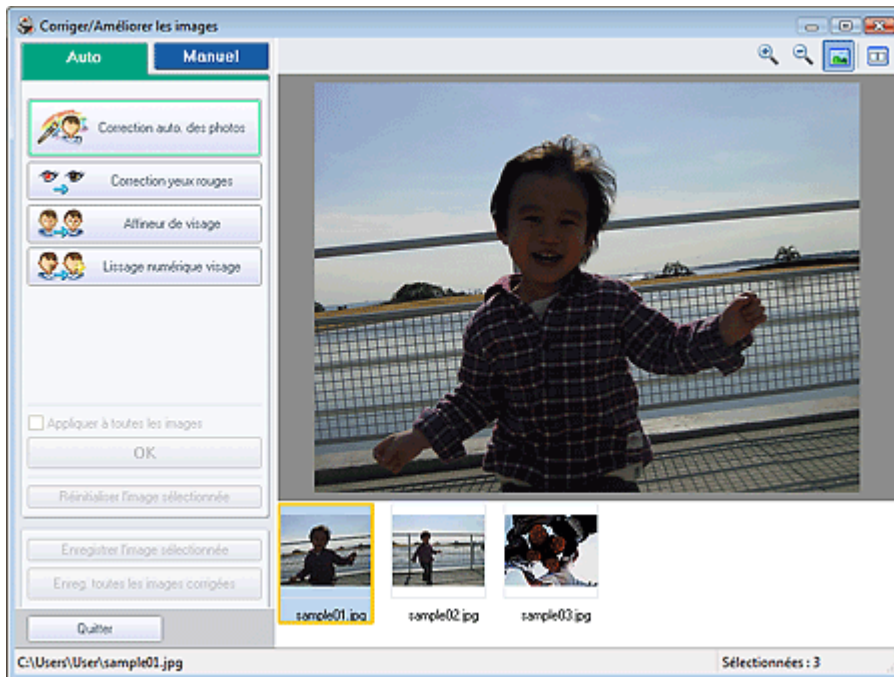 Corriger/Améliorer les images
Auto
Manuel
Correction auto. des photos
Correction yeux rouges
Affineur de visage
Lissage numérique visage
Appliquer à toutes les images
OK
Réinitialiser l'image sélectionnée
Enregistrer l'image sélectionnée
Enreg. toutes les images corrigées
Quitter
sample01.jpg
sample02.jpg
sample03.jpg
C:\Users\User\sample01.jpg
Sélectionnées : 3